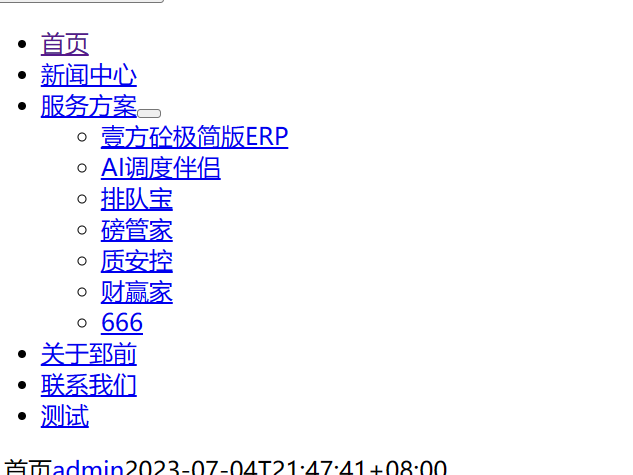 首页
新闻中心
服务方案
壹方砼极简版ERP
AI调度伴侣
排队宝
磅管家
质安控
财赢家
666
关于郅前
联系我们
测试
首页admin2023-07-04T21:47:41+08:00